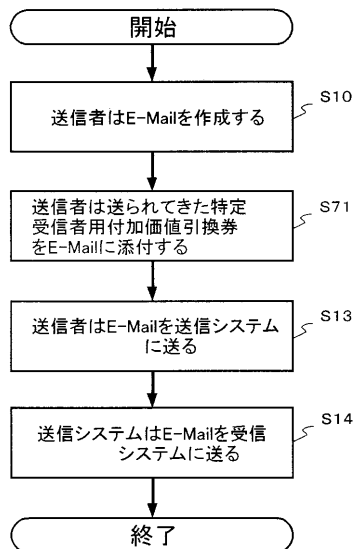 開始
送信者はE-Mailを作成する
S10
送信者は送られてきた特定
受信者用付加価値引換券
をE-Mailに添付する
S71
送信者はE-Mailを送信システム
に送る
S13
送信システムはE-Mailを受信
システムに送る
S14
終了